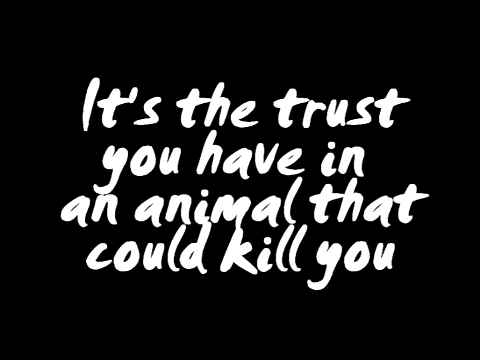 It's the trust
you have in
an animal that
could kill you